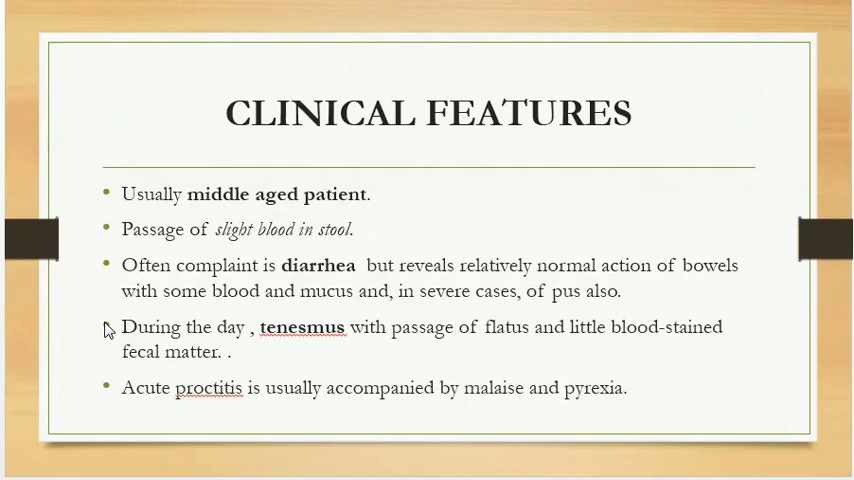 CLINICAL FEATURES
• Usually middle aged patient.
• Passage of slight blood in stool.
• Often complaint is diarrhea but reveals relatively normal action of bowels
with some blood and mucus and, in severe cases, of pus also.
• During the day , tenesmus with passage of flatus and little blood-stained
fecal matter. .
• Acute proctitis is usually accompanied by malaise and pyrexia.